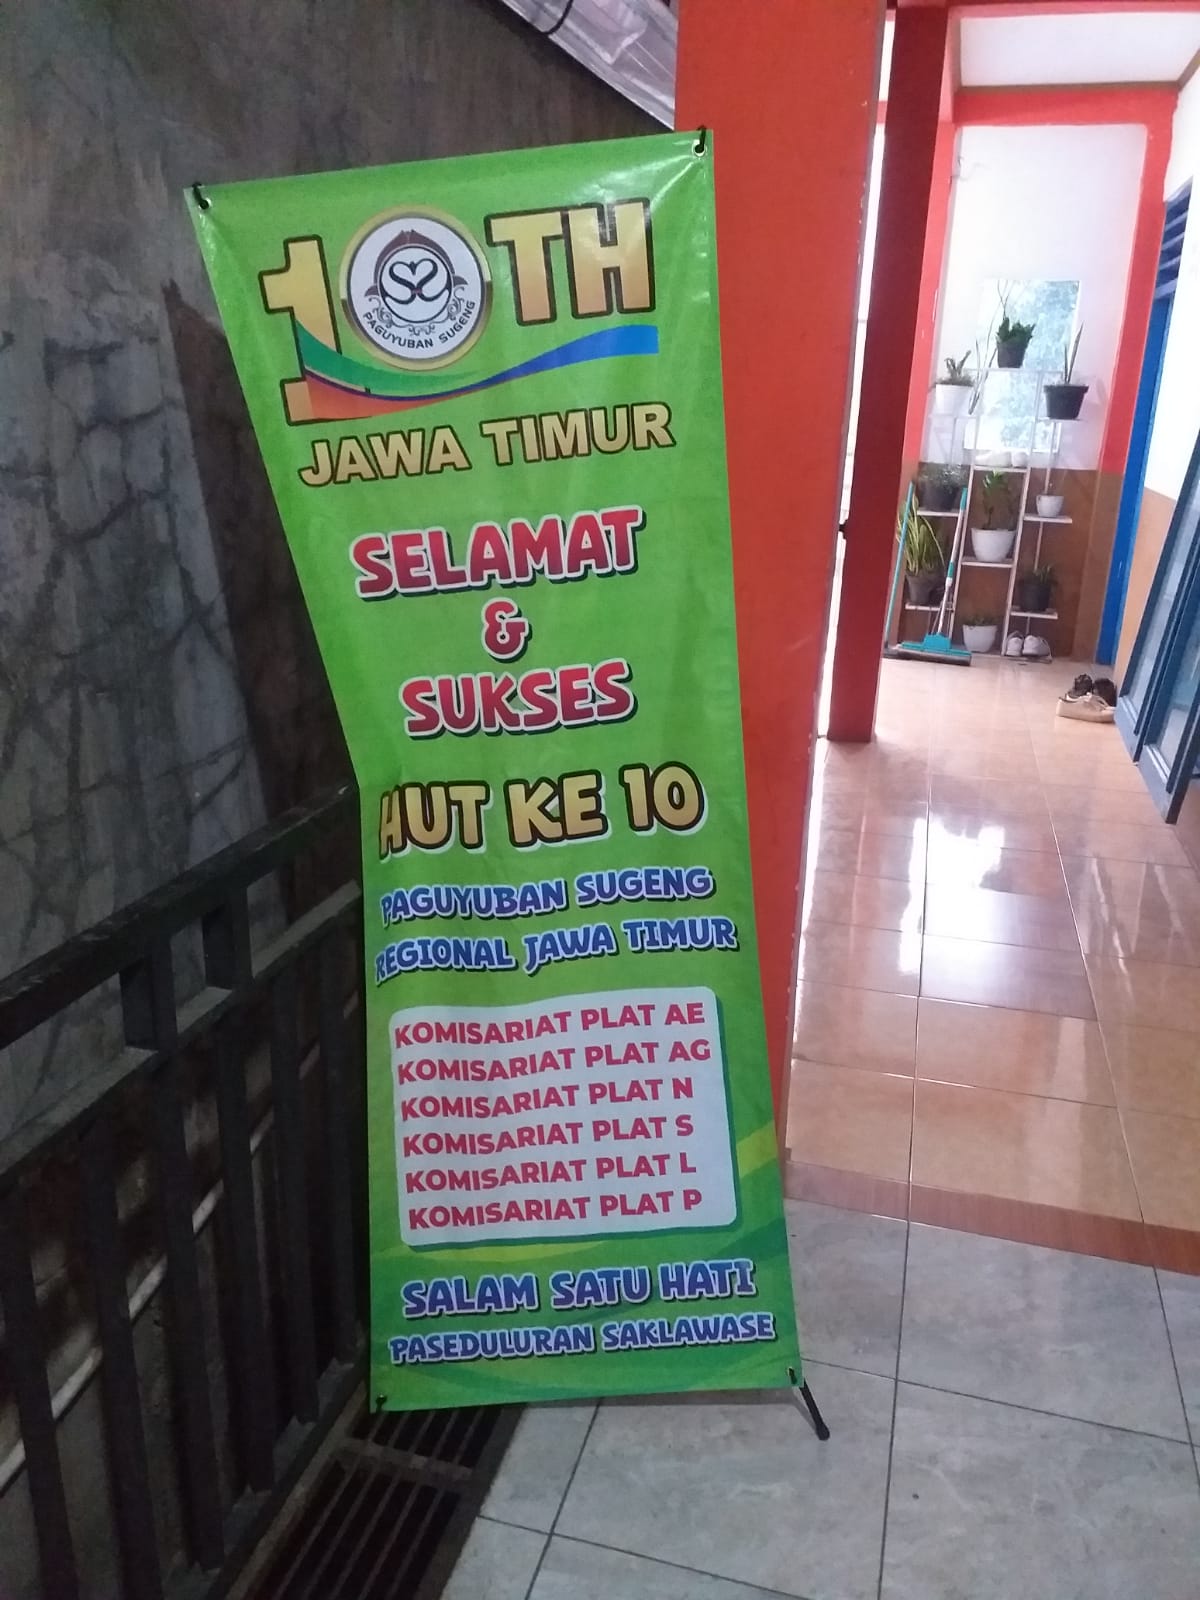 10TH
PAGUYUBAN SUGENG
JAWA TIMUR
SELAMAT
&
SUKSES
HUT KE 10
PAGUYUBAN SUGENG
REGIONAL JAWA TIMUR
KOMISARIAT PLAT AE
KOMISARIAT PLAT AG
KOMISARIAT PLAT N
KOMISARIAT PLAT S
KOMISARIAT PLAT L
KOMISARIAT PLAT P
SALAM SATU HATI
PASEDULURAN SAKLAWASE